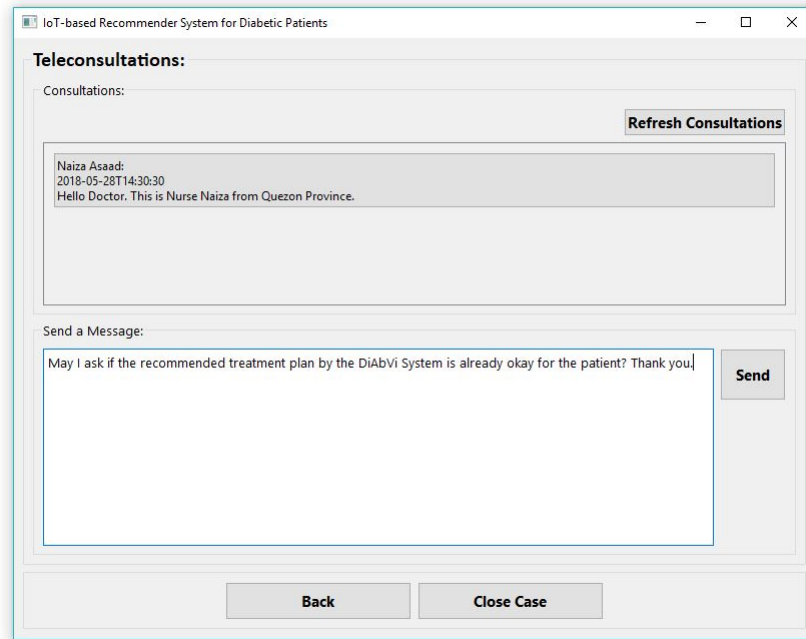 IoT-based Recommender System for Diabetic Patients
Teleconsultations:
Consultations:
Refresh Consultations
Naiza Asaad:
2018-05-28T14:30:30
Hello Doctor. This is Nurse Naiza from Quezon Province.
Send a Message:
May I ask if the recommended treatment plan by the DiAbVi System is already okay for the patient? Thank you.
Send
Back
Close Case